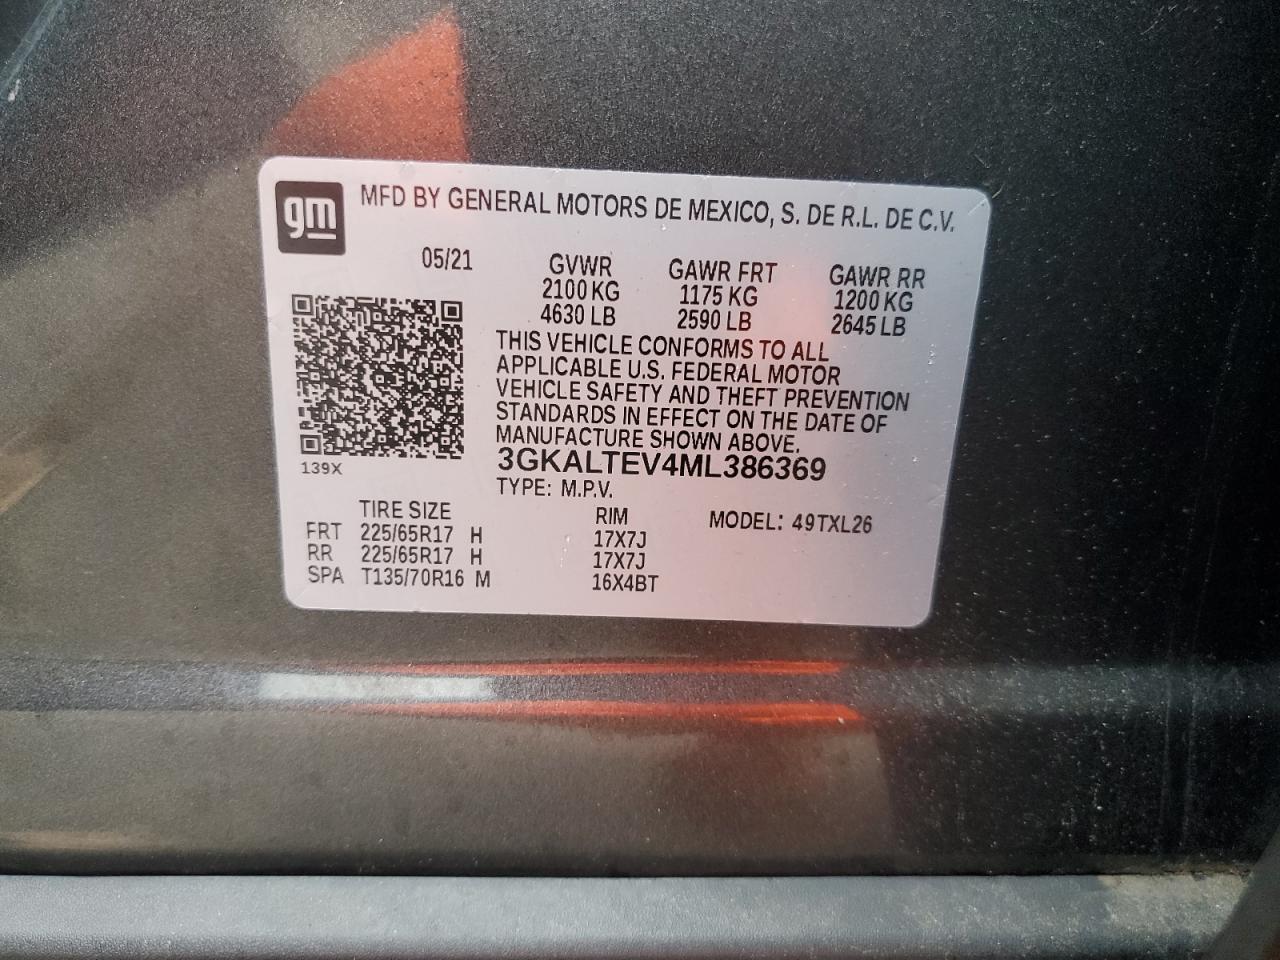 gm
MFD BY GENERAL MOTORS DE MEXICO, S. DE R.L. DE C.V.
05/21 GVWR GAWR FRT GAWR RR
2100 KG 1175 KG 1200 KG
4630 LB 2590 LB 2645 LB
THIS VEHICLE CONFORMS TO ALL
APPLICABLE U.S. FEDERAL MOTOR
VEHICLE SAFETY AND THEFT PREVENTION
STANDARDS IN EFFECT ON THE DATE OF
MANUFACTURE SHOWN ABOVE.
139X
3GKALTEV4ML386369
TYPE: M.P.V.
TIRE SIZE RIM MODEL: 49TXL26
FRT 225/65R17 H 17X7J
RR 225/65R17 H 17X7J
SPA T135/70R16 M 16X4BT